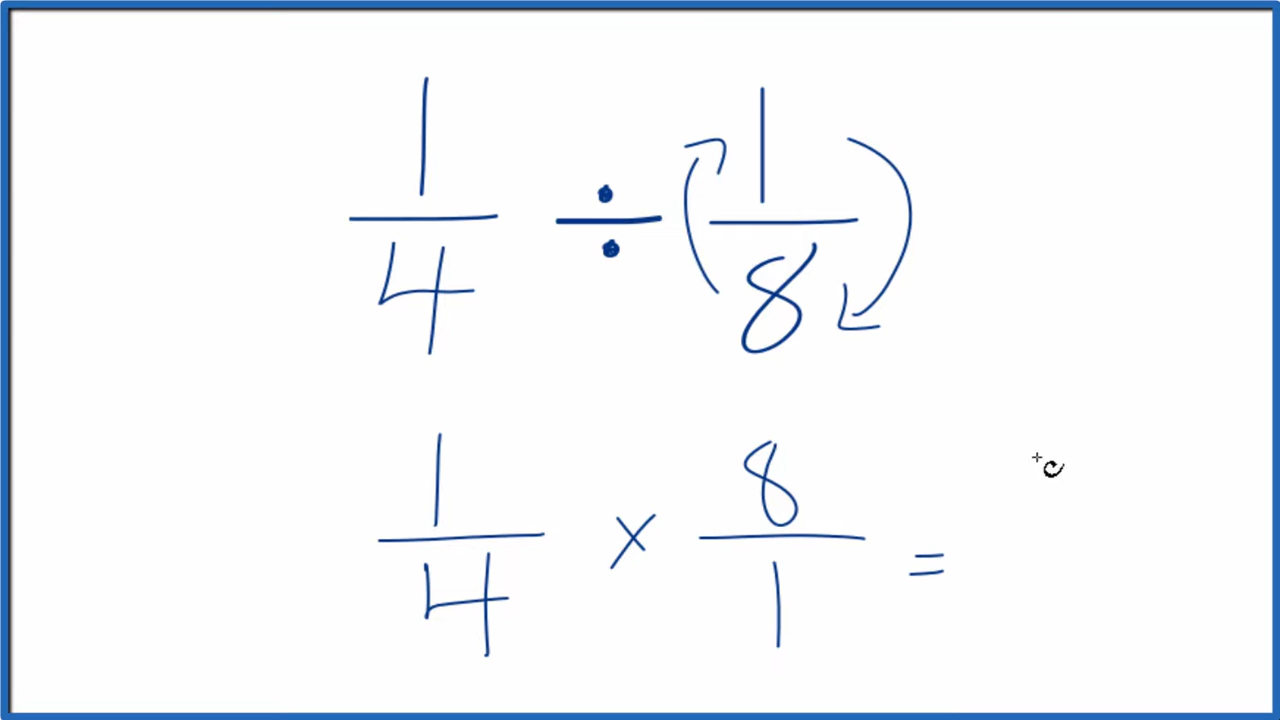 1/4 ÷ 1/8
1/4 × 8/1 =